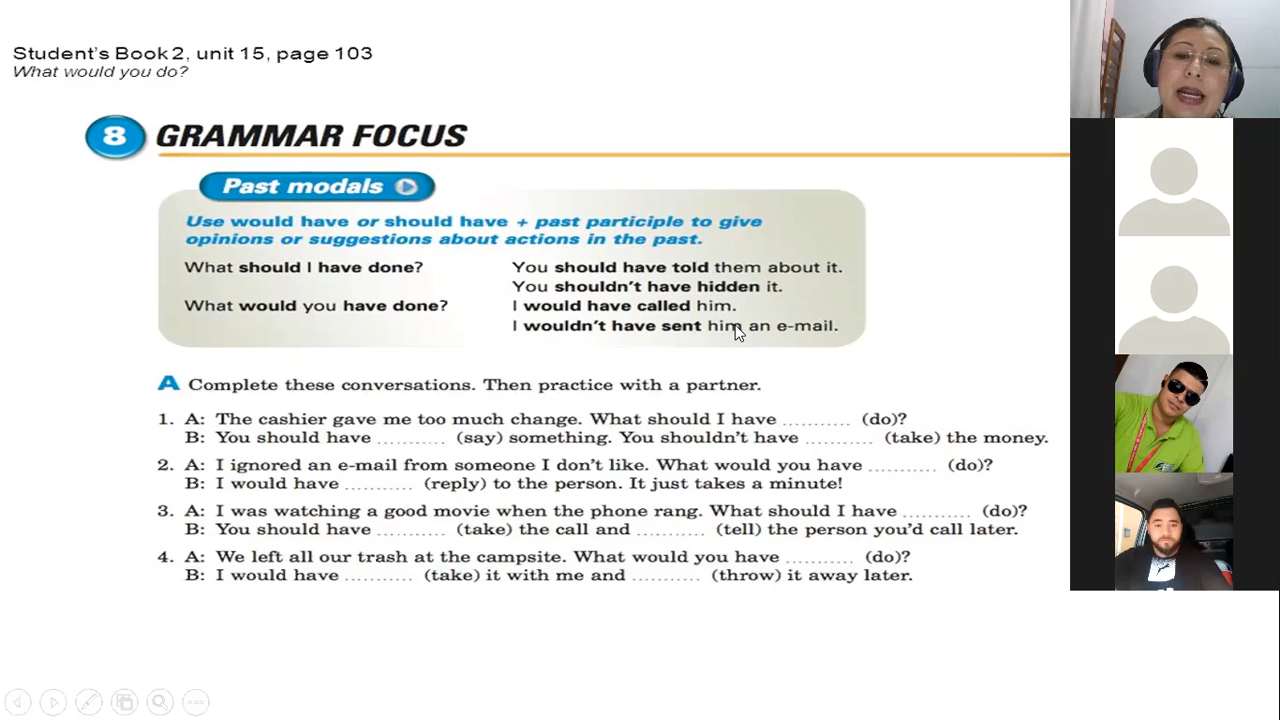 Student's Book 2, unit 15, page 103
What would you do?
8 GRAMMAR FOCUS
Past modals
Use would have or should have + past participle to give
opinions or suggestions about actions in the past.
What should I have done? You should have told them about it.
You shouldn't have hidden it.
What would you have done? I would have called him.
I wouldn't have sent him an e-mail.
A Complete these conversations. Then practice with a partner.
1. A: The cashier gave me too much change. What should I have .......... (do)?
B: You should have .......... (say) something. You shouldn't have .......... (take) the money.
2. A: I ignored an e-mail from someone I don't like. What would you have .......... (do)?
B: I would have .......... (reply) to the person. It just takes a minute!
3. A: I was watching a good movie when the phone rang. What should I have .......... (do)?
B: You should have .......... (take) the call and .......... (tell) the person you'd call later.
4. A: We left all our trash at the campsite. What would you have .......... (do)?
B: I would have .......... (take) it with me and .......... (throw) it away later.